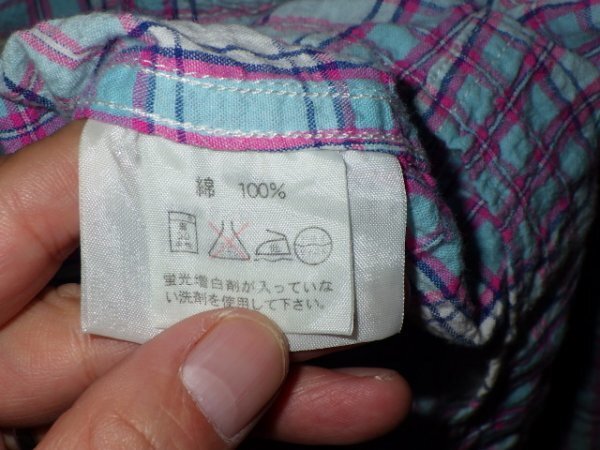 綿 100%
蛍光増白剤が入っていな
い洗剤を使用して下さい。